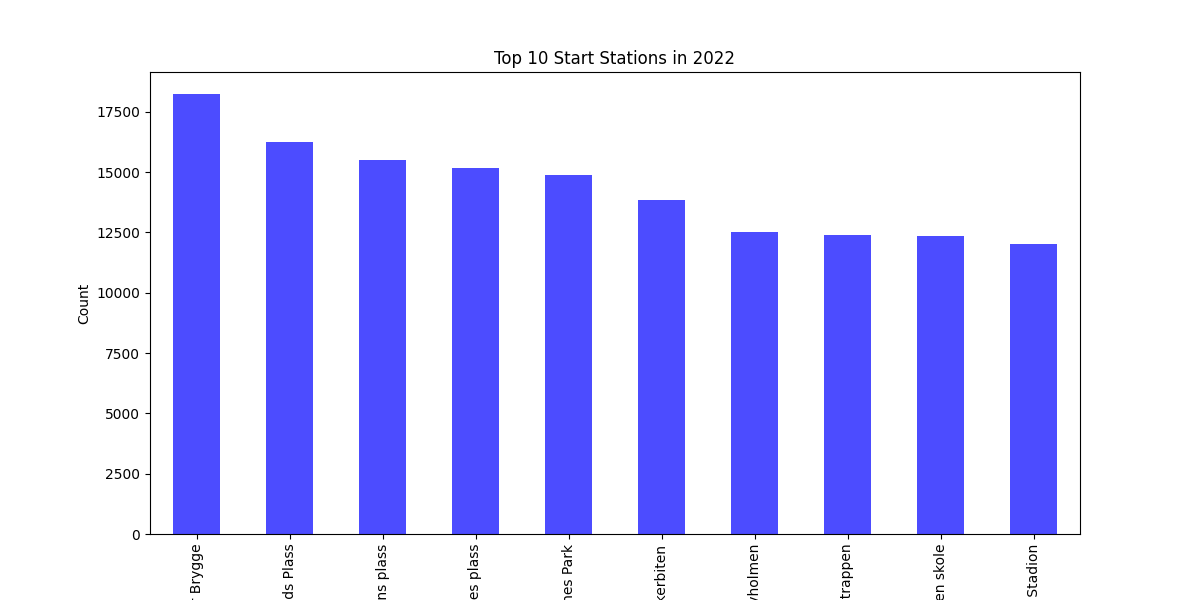 Top 10 Start Stations in 2022
Count
17500
15000
12500
10000
7500
5000
2500
0
Brygge
ds Plass
ns plass
es plass
nes Park
kerbiten
holmen
trappen
en skole
Stadion